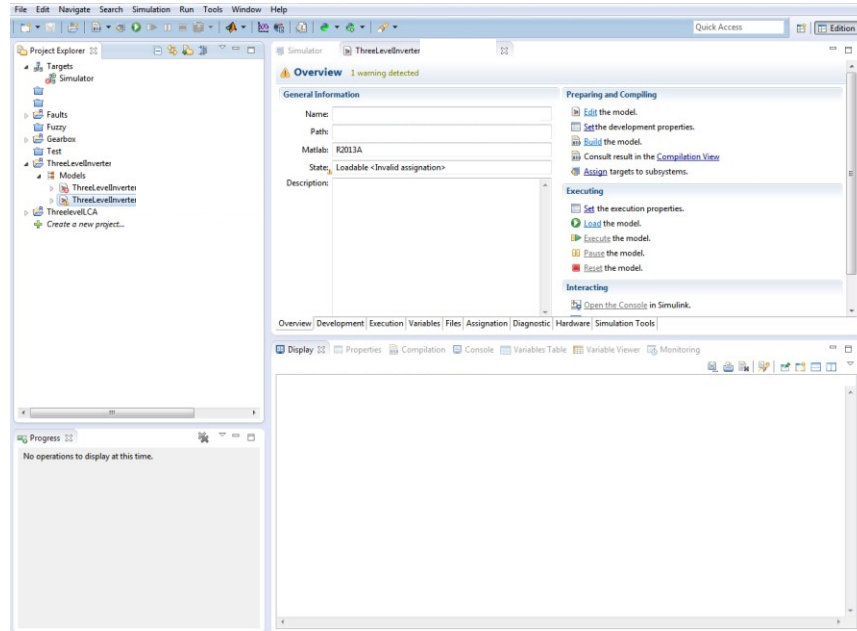 File Edit Navigate Search Simulation Run Tools Window Help
Quick Access
Edition
Project Explorer
Targets
Simulator
Faults
Fuzzy
Gearbox
Test
ThreeLevelInverter
Models
ThreeLevelInverter
ThreeLevelInverter
ThreelevelLCA
Create a new project...
Progress
No operations to display at this time.
Simulator
ThreeLevelInverter
Overview 1 warning detected
General Information
Name:
Path:
Matlab: R2013A
State: Loadable <Invalid assignation>
Description:
Preparing and Compiling
Edit the model.
Setthe development properties.
Build the model.
Consult result in the Compilation View
Assign targets to subsystems.
Executing
Set the execution properties.
Load the model.
Execute the model.
Pause the model.
Reset the model.
Interacting
Open the Console in Simulink.
Overview Development Execution Variables Files Assignation Diagnostic Hardware Simulation Tools
Display Properties Compilation Console Variables Table Variable Viewer Monitoring